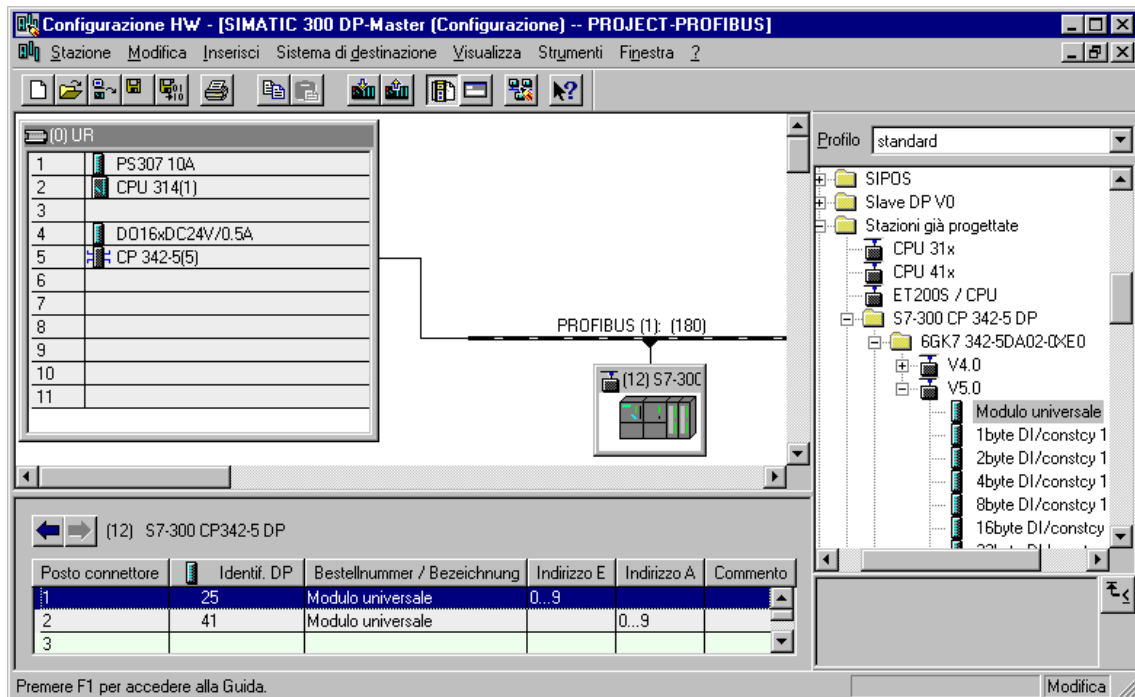 Configurazione HW - [SIMATIC 300 DP-Master (Configurazione) -- PROJECT-PROFIBUS]
Stazione Modifica Inserisci Sistema di destinazione Visualizza Strumenti Finestra ?
(0) UR
1 PS307 10A
2 CPU 314(1)
3
4 DO16xDC24V/0.5A
5 CP 342-5(5)
6
7
8
9
10
11
PROFIBUS (1): (180)
(12) S7-300
Profilo standard
SIPOS
Slave DP V0
Stazioni già progettate
CPU 31x
CPU 41x
ET200S / CPU
S7-300 CP 342-5 DP
6GK7 342-5DA02-0XE0
V4.0
V5.0
Modulo universale
1byte DI/constcy 1
2byte DI/constcy 1
4byte DI/constcy 1
8byte DI/constcy 1
16byte DI/constcy
(12) S7-300 CP342-5 DP
Posto connettore Identif. DP Bestellnummer / Bezeichnung Indirizzo E Indirizzo A Commento
1 25 Modulo universale 0...9
2 41 Modulo universale 0...9
3
Premere F1 per accedere alla Guida.
Modifica